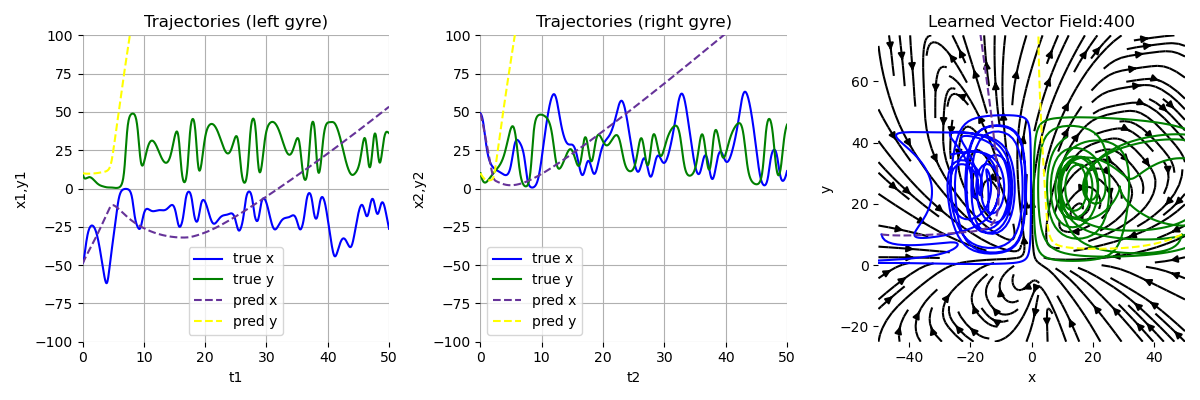 Trajectories (left gyre)
100
75
50
25
0
−25
−50
−75
−100
x1,y1
true x
true y
pred x
pred y
0 10 20 30 40 50
t1
Trajectories (right gyre)
100
75
50
25
0
−25
−50
−75
−100
x2,y2
true x
true y
pred x
pred y
0 10 20 30 40 50
t2
Learned Vector Field:400
60
40
20
0
−20
y
−40 −20 0 20 40
x